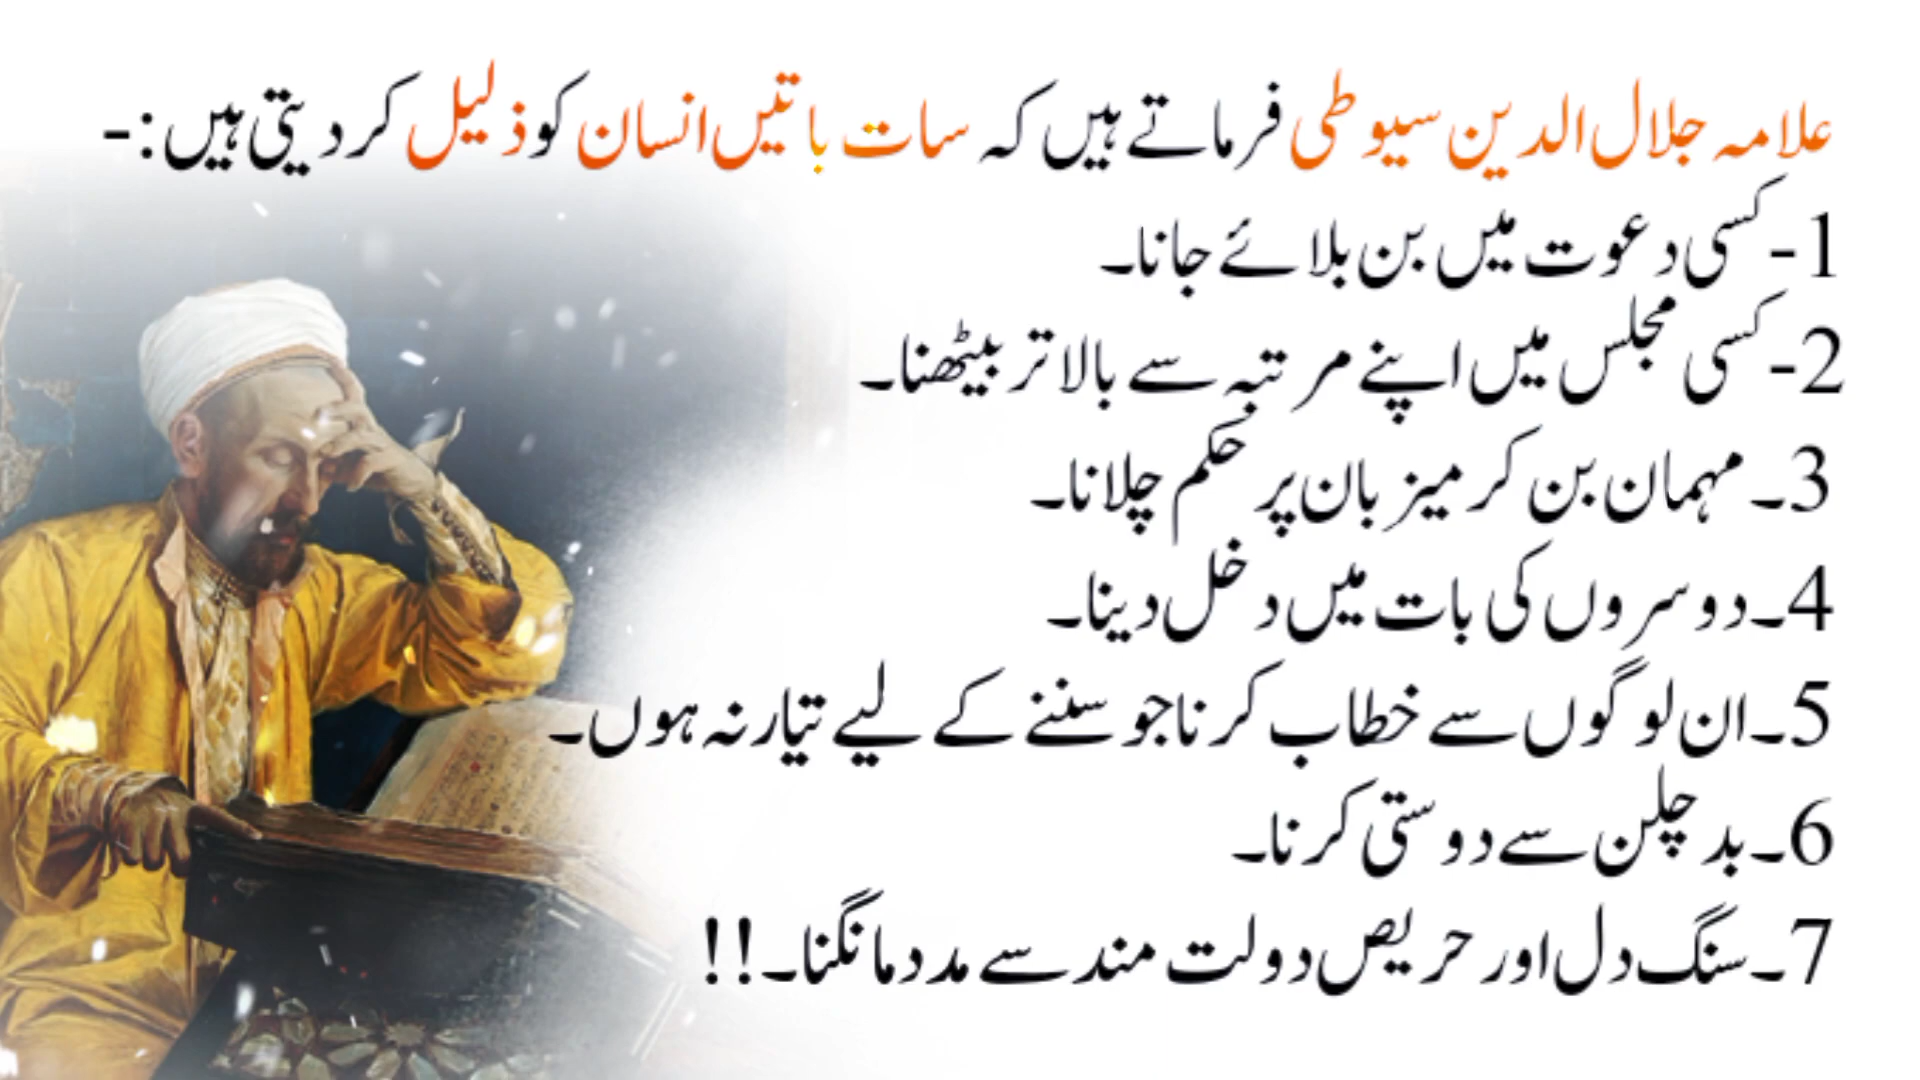 علامہ جلال الدین سیوطی فرماتے ہیں کہ سات باتیں انسان کو ذلیل کر دیتی ہیں:-
1-کسی دعوت میں بن بلائے جانا۔
2-کسی مجلس میں اپنے مرتبہ سے بالا تر بیٹھنا۔
3۔ مہمان بن کر میزبان پر حکم چلانا۔
4۔دوسروں کی بات میں دخل دینا۔
5۔ان لوگوں سے خطاب کرنا جو سننے کے لیے تیار نہ ہوں۔
6۔بد چلن سے دوستی کرنا۔
7۔سنگ دل اور حریص دولت مند سے مدد مانگنا۔!!